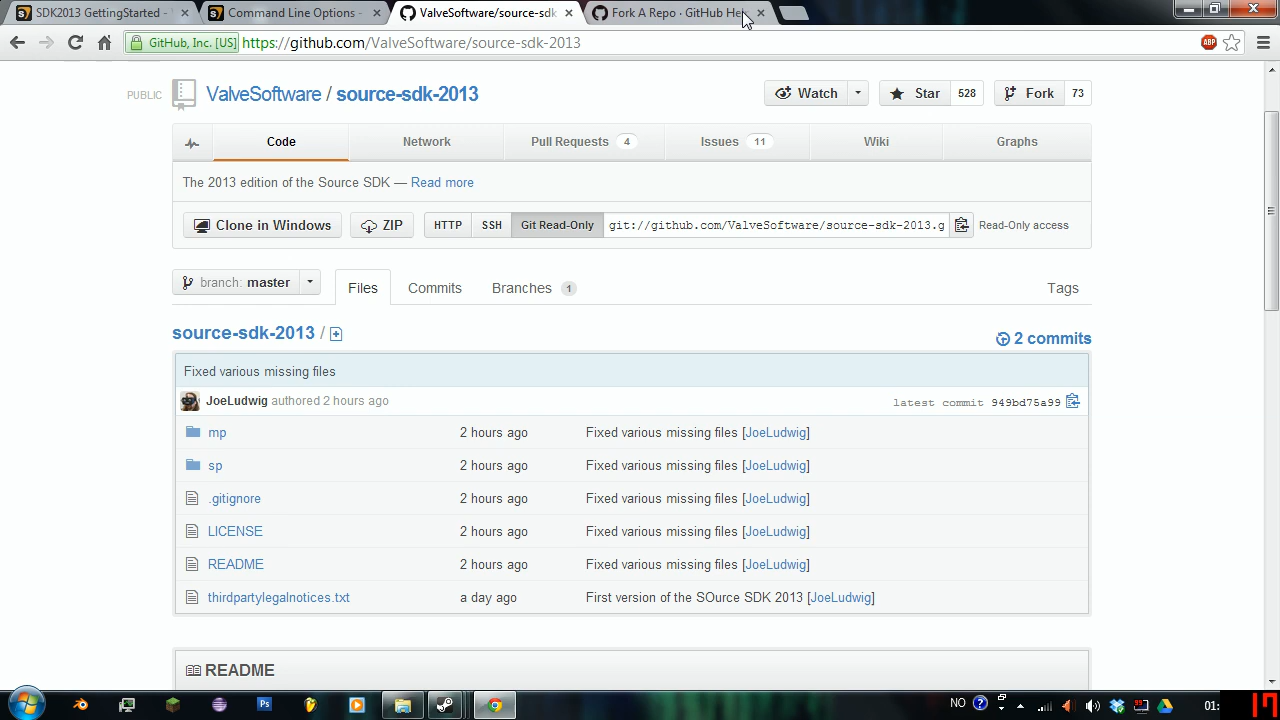 SDK2013 GettingStarted -
Command Line Options -
ValveSoftware/source-sdk
Fork A Repo · GitHub He
GitHub, Inc. [US] https://github.com/ValveSoftware/source-sdk-2013
ABP
PUBLIC ValveSoftware / source-sdk-2013
Watch Star 528 Fork 73
Code Network Pull Requests 4 Issues 11 Wiki Graphs
The 2013 edition of the Source SDK — Read more
Clone in Windows ZIP HTTP SSH Git Read-Only git://github.com/ValveSoftware/source-sdk-2013.g Read-Only access
branch: master Files Commits Branches 1 Tags
source-sdk-2013 /
2 commits
Fixed various missing files
JoeLudwig authored 2 hours ago latest commit 949bd75a99
mp 2 hours ago Fixed various missing files [JoeLudwig]
sp 2 hours ago Fixed various missing files [JoeLudwig]
.gitignore 2 hours ago Fixed various missing files [JoeLudwig]
LICENSE 2 hours ago Fixed various missing files [JoeLudwig]
README 2 hours ago Fixed various missing files [JoeLudwig]
thirdpartylegalnotices.txt a day ago First version of the SOurce SDK 2013 [JoeLudwig]
README
Ps NO 01: 17